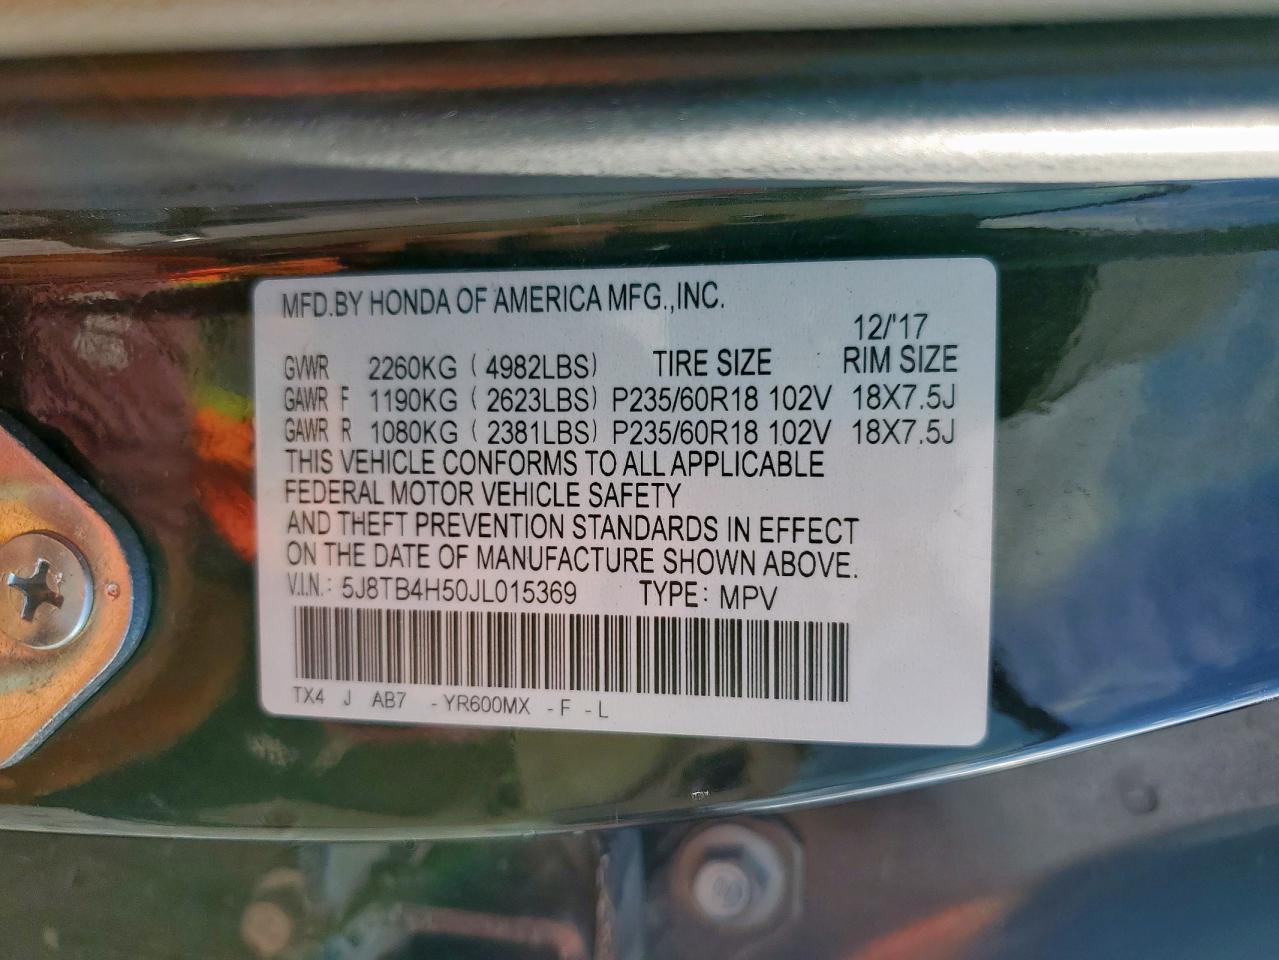 MFD.BY HONDA OF AMERICA MFG.,INC.
12/'17
GVWR 2260KG ( 4982LBS) TIRE SIZE RIM SIZE
GAWR F 1190KG ( 2623LBS) P235/60R18 102V 18X7.5J
GAWR R 1080KG ( 2381LBS) P235/60R18 102V 18X7.5J
THIS VEHICLE CONFORMS TO ALL APPLICABLE
FEDERAL MOTOR VEHICLE SAFETY
AND THEFT PREVENTION STANDARDS IN EFFECT
ON THE DATE OF MANUFACTURE SHOWN ABOVE.
V.I.N.: 5J8TB4H50JL015369 TYPE: MPV
TX4 J AB7 -YR600MX -F -L